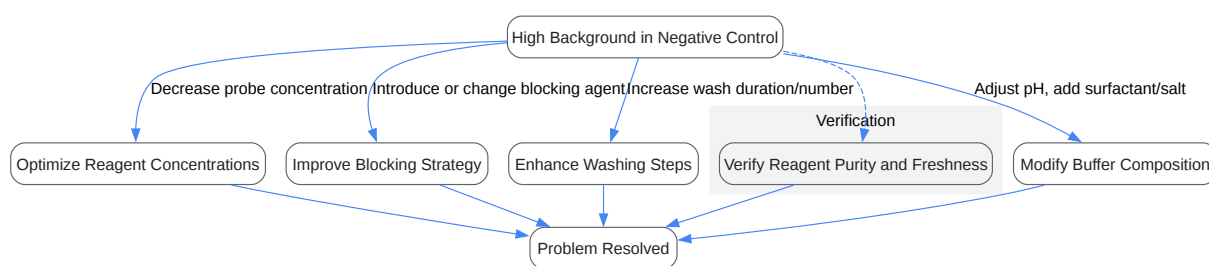 High Background in Negative Control
Decrease probe concentration
Introduce or change blocking agent
Increase wash duration/number
Adjust pH, add surfactant/salt
Verification
Optimize Reagent Concentrations
Improve Blocking Strategy
Enhance Washing Steps
Verify Reagent Purity and Freshness
Modify Buffer Composition
Problem Resolved